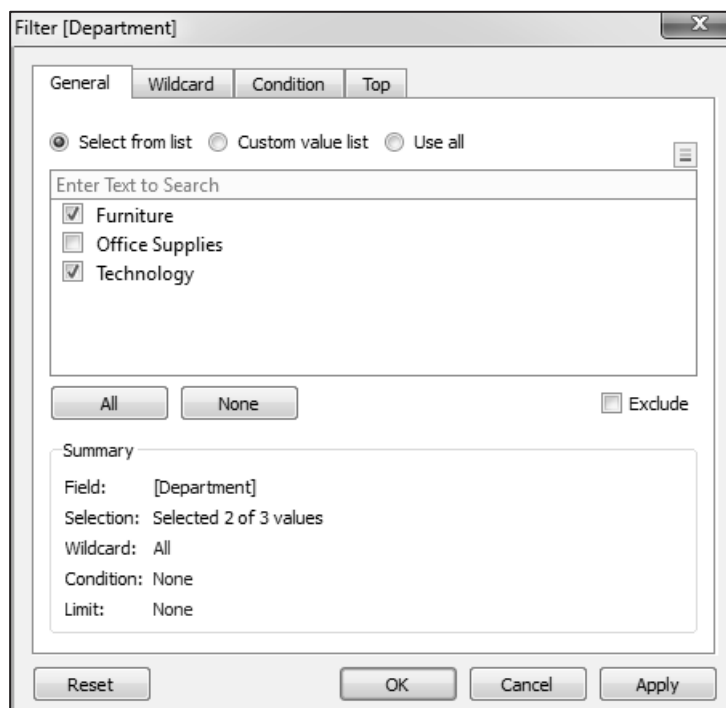 Filter [Department]
X
General Wildcard Condition Top
Select from list Custom value list Use all
Enter Text to Search
Furniture
Office Supplies
Technology
All None Exclude
Summary
Field: [Department]
Selection: Selected 2 of 3 values
Wildcard: All
Condition: None
Limit: None
Reset OK Cancel Apply